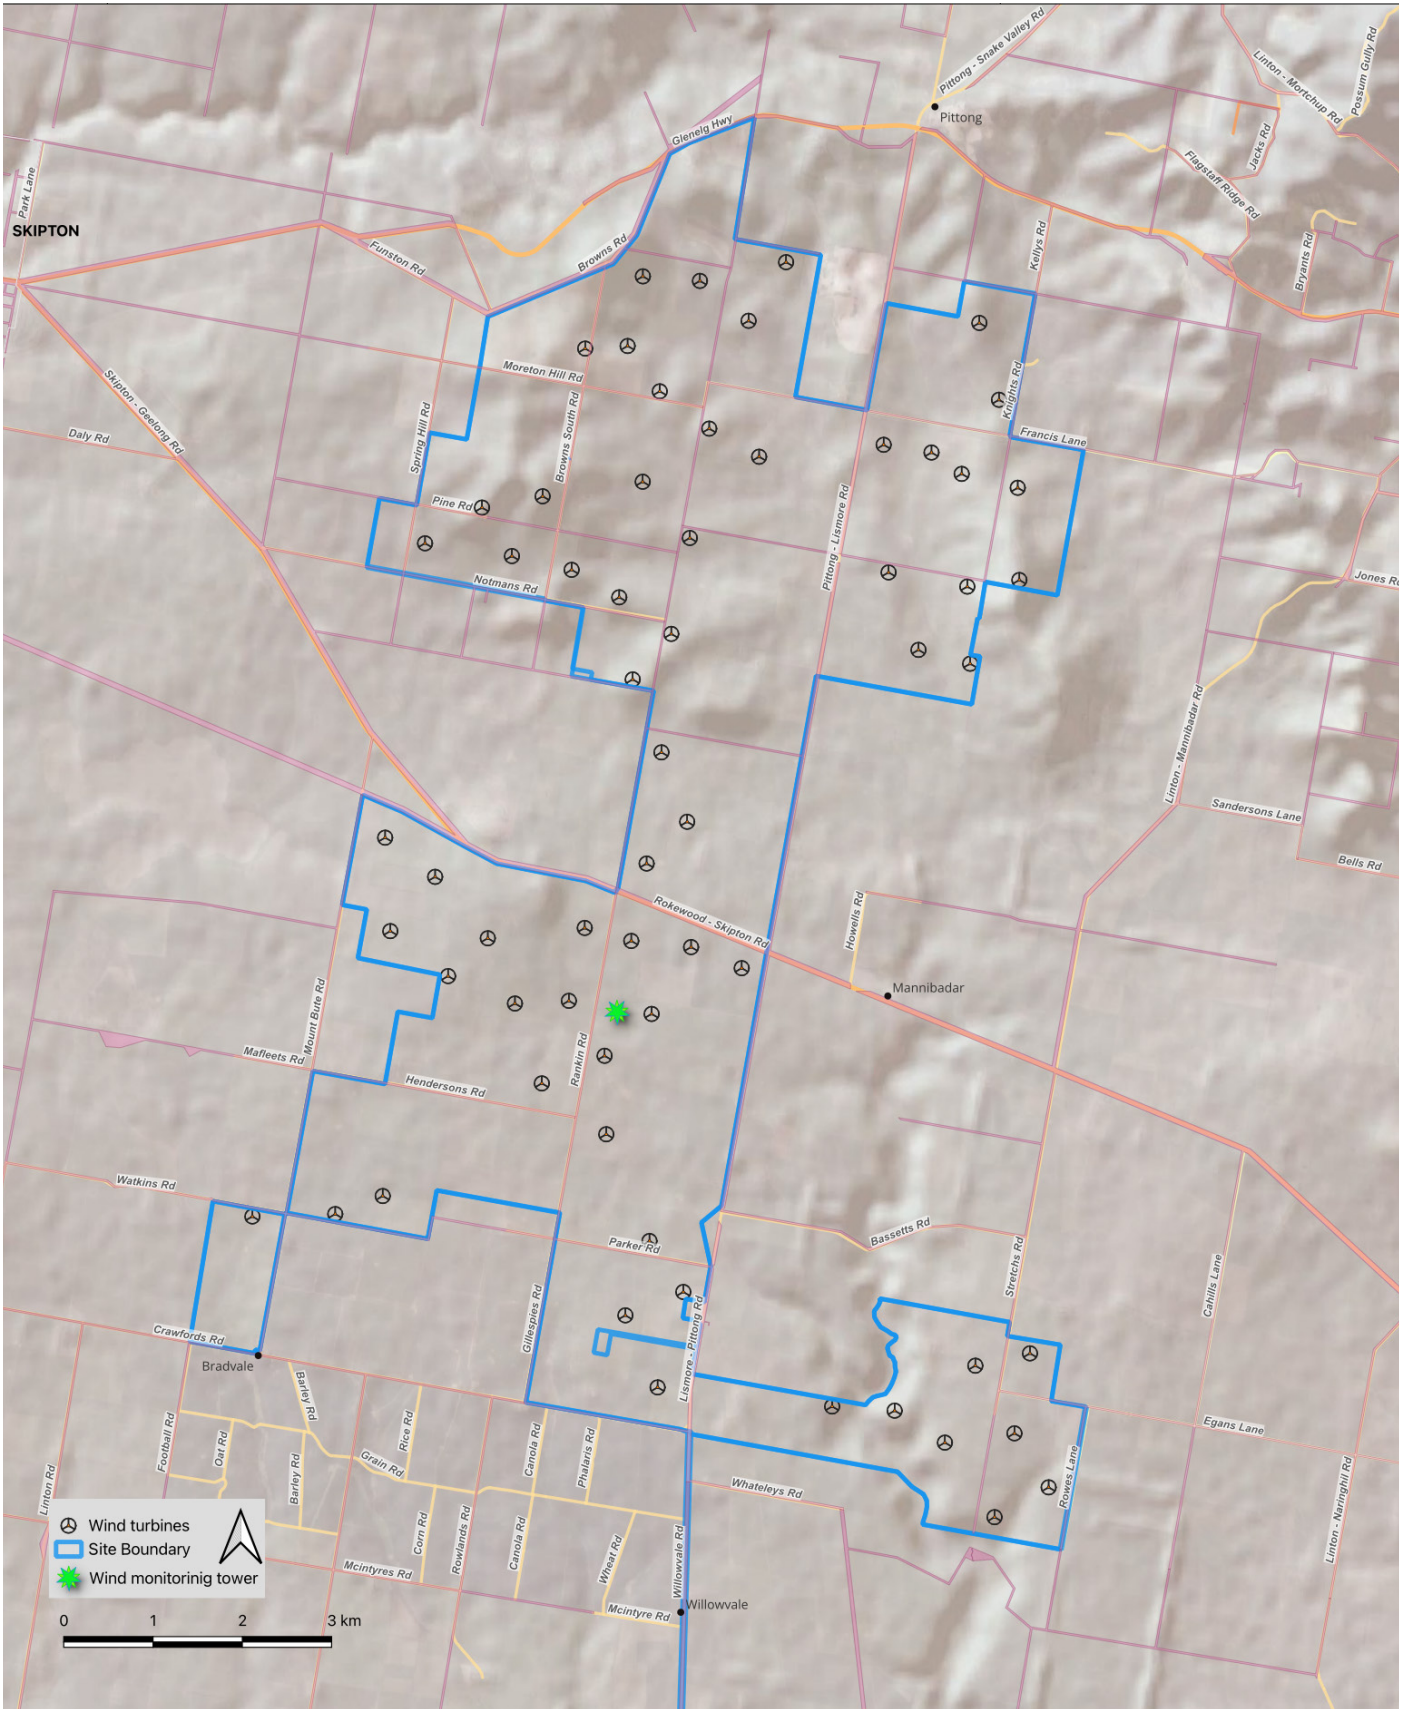 Pittong - Snake Valley Rd
Possum Gully Rd
Linton - Mortchup Rd
Pittong
Glenelg Hwy
Jacks Rd
Flagstaff Ridge Rd
Park Lane
SKIPTON
Funston Rd
Browns Rd
Kellys Rd
Bryants Rd
Moreton Hill Rd
Knights Rd
Skipton - Geelong Rd
Daly Rd
Spring Hill Rd
Browns South Rd
Francis Lane
Pine Rd
Pittong - Lismore Rd
Notmans Rd
Jones Rd
Linton - Mannibadar Rd
Sandersons Lane
Bells Rd
Rokewood - Skipton Rd
Howells Rd
Mannibadar
Mount Bute Rd
Mafleets Rd
Rankin Rd
Hendersons Rd
Watkins Rd
Parker Rd
Bassetts Rd
Stretchs Rd
Cahills Lane
Crawfords Rd
Gillespies Rd
Lismore - Pittong Rd
Bradvale
Barley Rd
Football Rd
Oat Rd
Rice Rd
Canola Rd
Phalaris Rd
Egans Lane
Grain Rd
Barley Rd
Linton Rd
Whateleys Rd
Rowes Lane
Linton - Naringhil Rd
Corn Rd
Rowlands Rd
Canola Rd
Wheat Rd
Willowvale Rd
Mcintyres Rd
Mcintyre Rd
Willowvale
Wind turbines
Site Boundary
Wind monitorinig tower
0 1 2 3 km